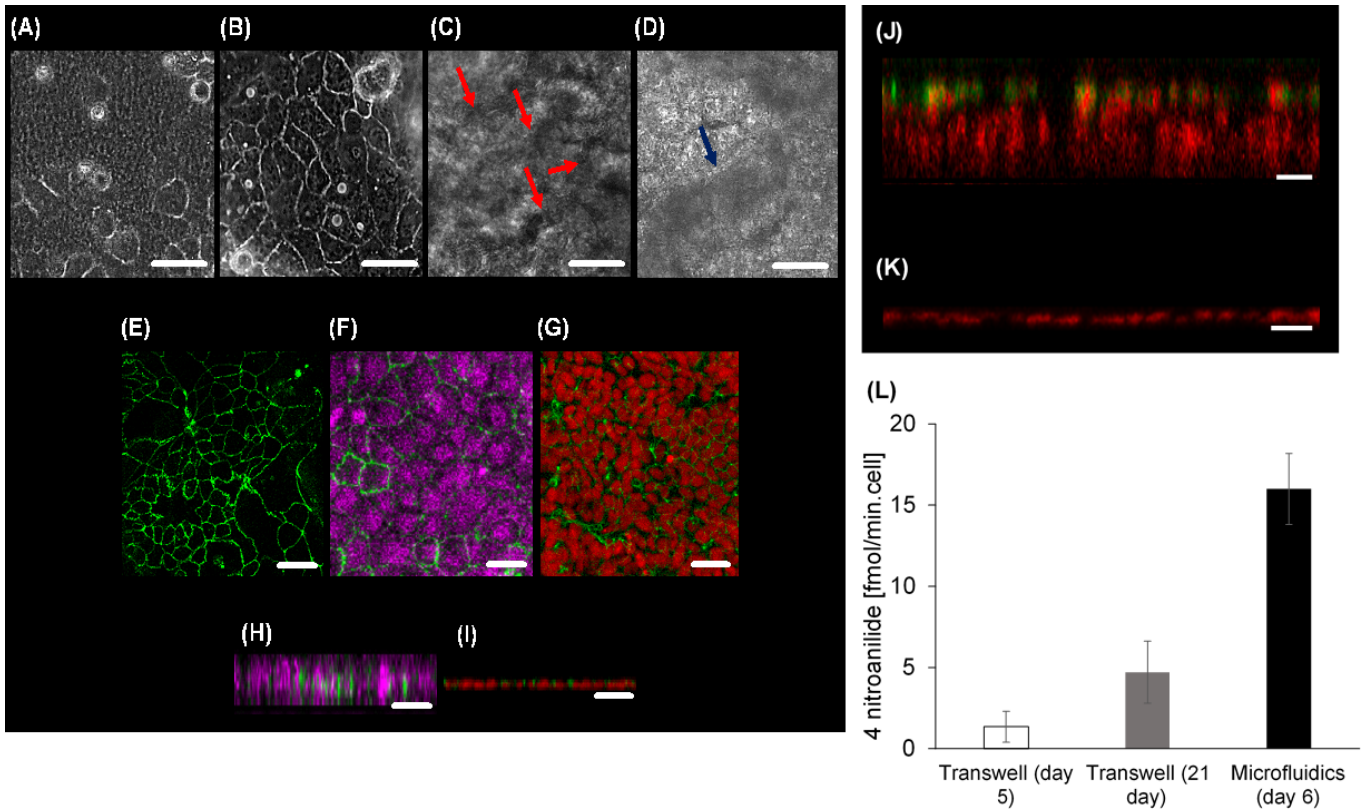 (A)
(B)
(C)
(D)
(E)
(F)
(G)
(H)
(I)
(J)
(K)
(L)
4 nitroanilide [fmol/min.cell]
20
15
10
5
0
Transwell (day
5)
Transwell (21
day)
Microfluidics
(day 6)